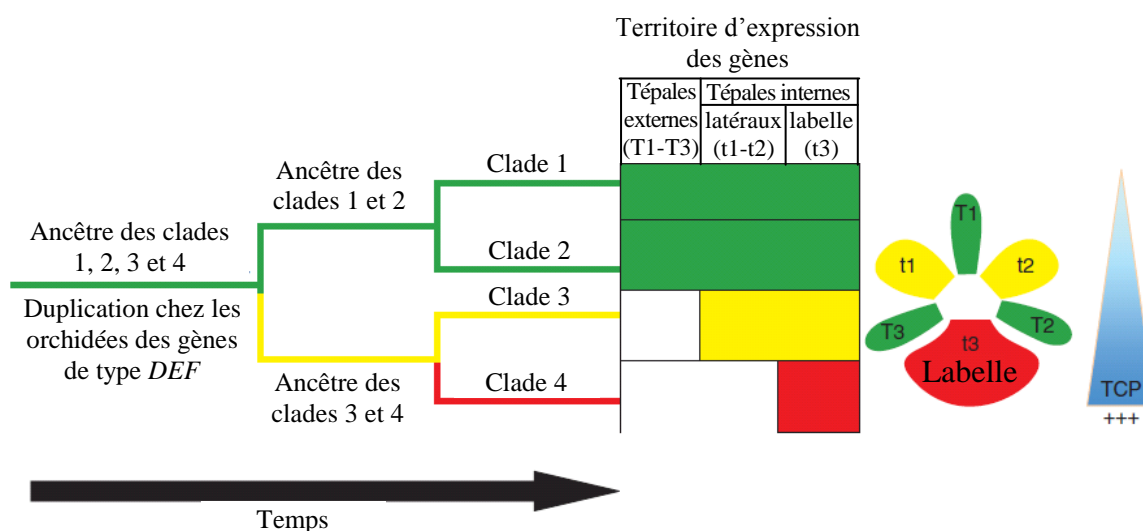 Territoire d’expression
des gènes
Tépales
externes
(T1-T3)
Tépales internes
latéraux
(t1-t2)
labelle
(t3)
Clade 1
Ancêtre des
clades 1 et 2
Clade 2
Ancêtre des clades
1, 2, 3 et 4
Duplication chez les
orchidées des gènes
de type DEF
Clade 3
Clade 4
Ancêtre des
clades 3 et 4
T1
t1
t2
T3
T2
t3
Labelle
TCP
+++
Temps